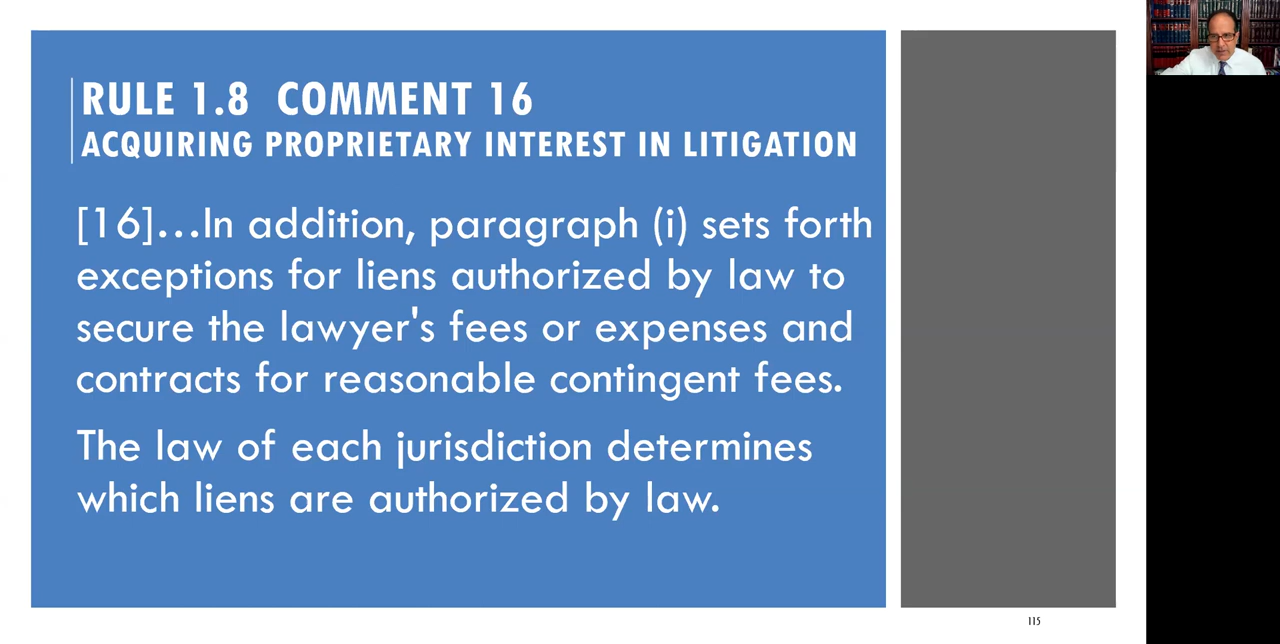 RULE 1.8 COMMENT 16
ACQUIRING PROPRIETARY INTEREST IN LITIGATION
[16]…In addition, paragraph (i) sets forth
exceptions for liens authorized by law to
secure the lawyer's fees or expenses and
contracts for reasonable contingent fees.
The law of each jurisdiction determines
which liens are authorized by law.
115